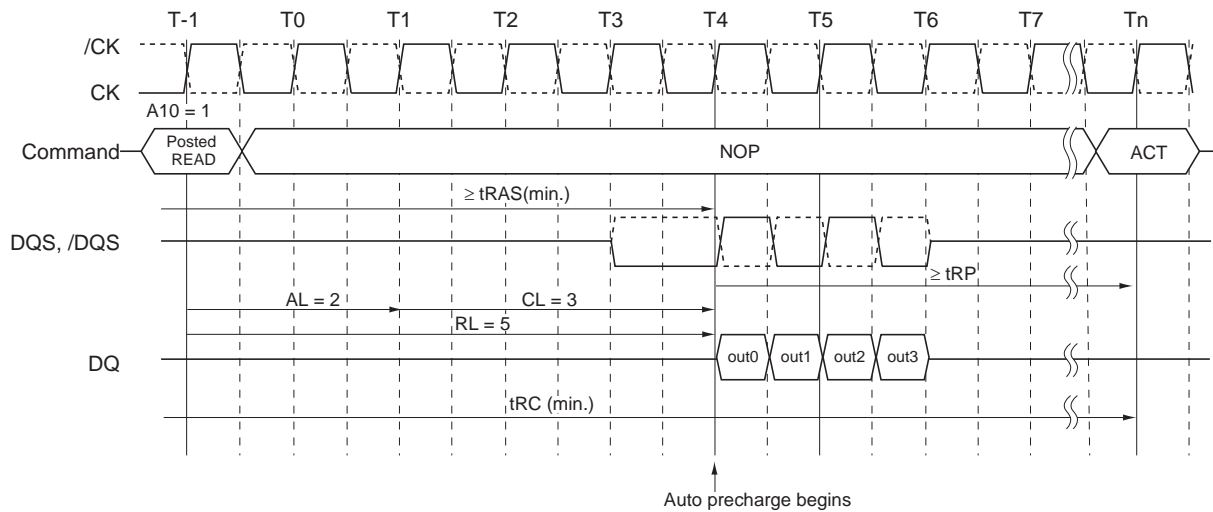 T-1 T0 T1 T2 T3 T4 T5 T6 T7 Tn
/CK
CK
A10 = 1
Command
Posted
READ
NOP
ACT
≥ tRAS(min.)
DQS, /DQS
≥ tRP
AL = 2
CL = 3
RL = 5
DQ
out0 out1 out2 out3
tRC (min.)
Auto precharge begins